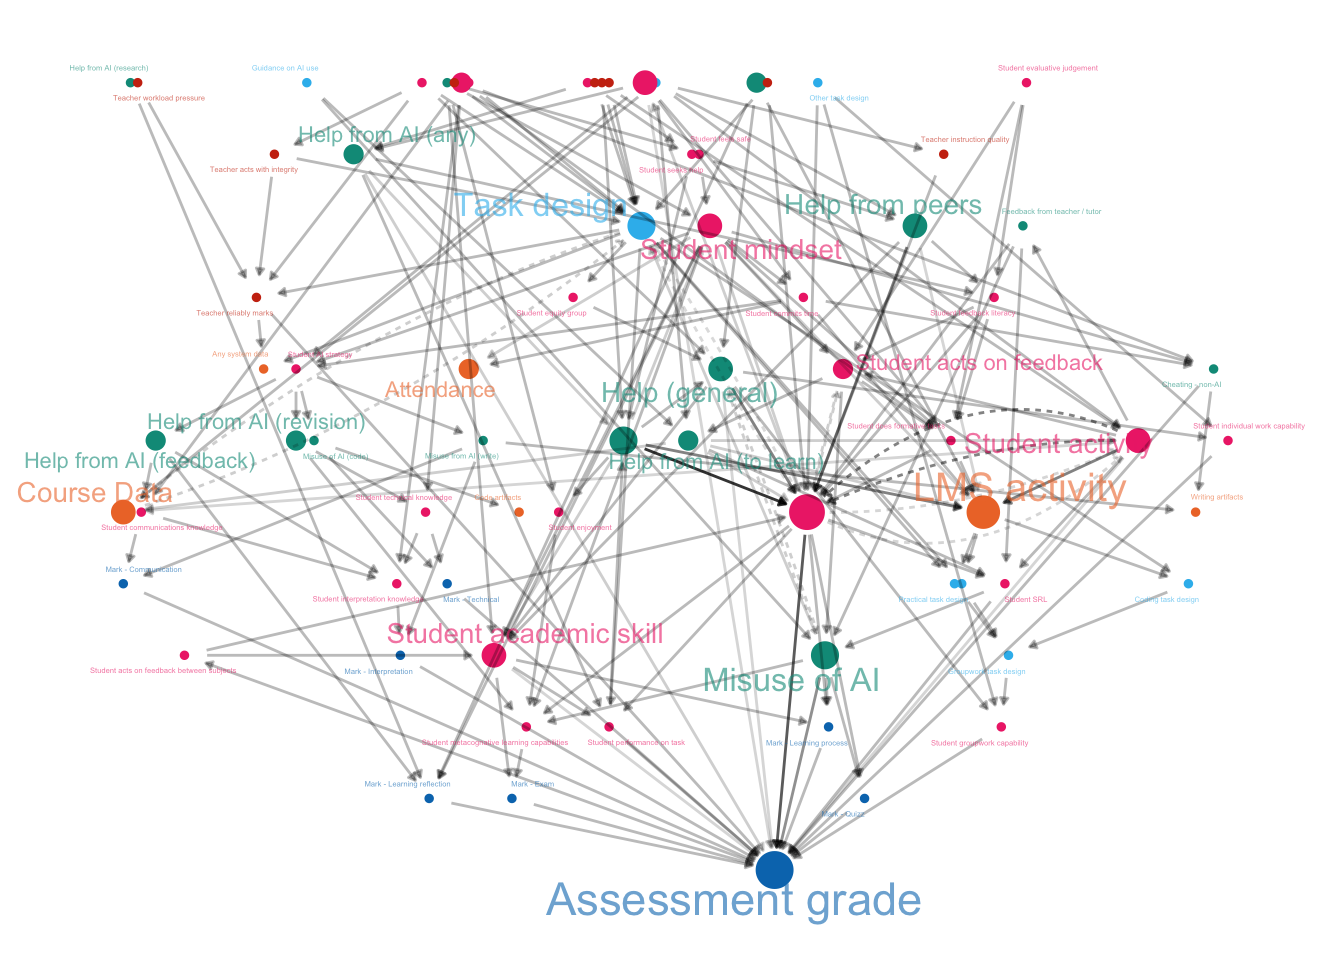 Help from AI (research)
Guidance on AI use
Student evaluative judgement
Teacher workload pressure
Other task design
Help from AI (any)
Student feels safe
Teacher instruction quality
Teacher acts with integrity
Student seeks help
Task design
Help from peers
Feedback from teacher / tutor
Student mindset
Teacher reliably marks
Student equity group
Student feedback literacy
Any system data
Student acts on feedback
Attendance
Help (general)
Cheating - non-AI
Help from AI (revision)
Student individual work capability
Student activity
Misuse of AI (code)
Misuse from AI (write)
Help from AI (feedback)
Help from AI (to learn)
Course Data
LMS activity
Student technical knowledge
Code artifacts
Writing artifacts
Student communications knowledge
Student enjoyment
Mark - Communication
Student interpretation knowledge
Mark - Technical
Practical task design
Student SRL
Coding task design
Student academic skill
Student acts on feedback between subjects
Mark - Interpretation
Misuse of AI
Groupwork task design
Student metacognative learning capabilities
Student performance on task
Mark - Learning process
Student groupwork capability
Mark - Learning reflection
Mark - Exam
Mark - Quizz
Assessment grade